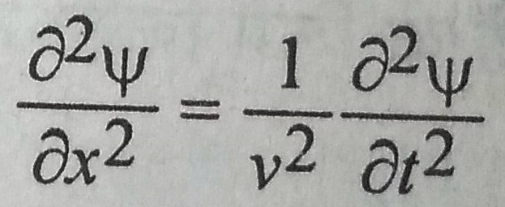 ∂²ψ/∂x² = 1/v² ∂²ψ/∂t²